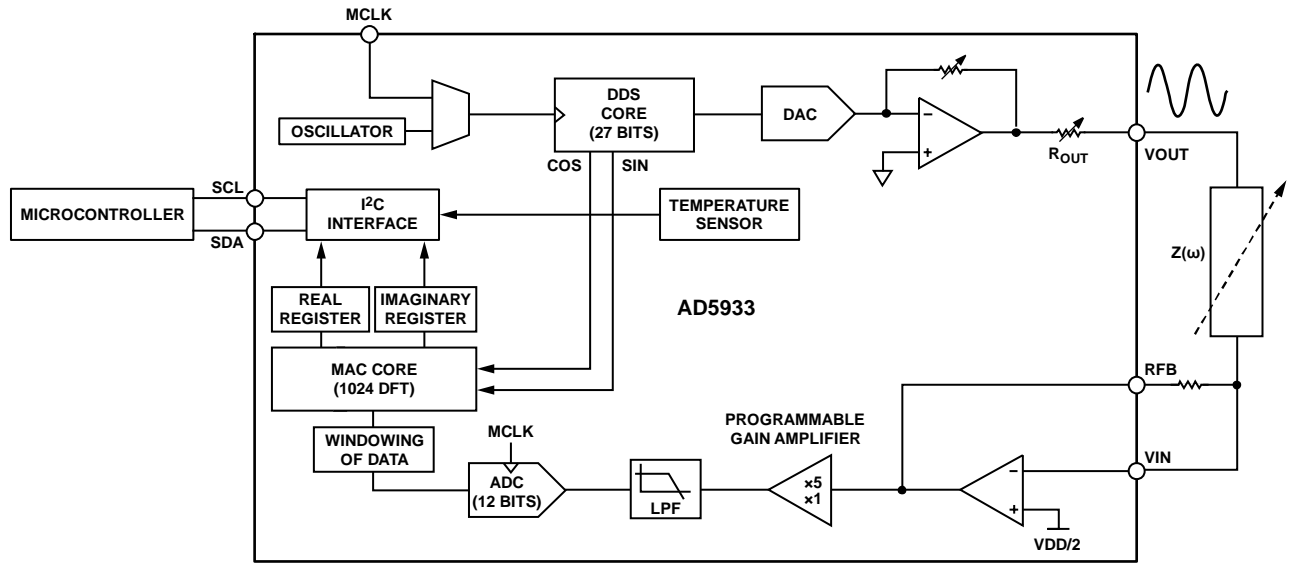 MCLK
OSCILLATOR
DDS
CORE
(27 BITS)
COS
SIN
DAC
ROUT
VOUT
MICROCONTROLLER
SCL
SDA
I2C
INTERFACE
TEMPERATURE
SENSOR
Z(ω)
REAL
REGISTER
IMAGINARY
REGISTER
AD5933
MAC CORE
(1024 DFT)
RFB
PROGRAMMABLE
GAIN AMPLIFIER
WINDOWING
OF DATA
MCLK
ADC
(12 BITS)
LPF
×5
×1
VIN
VDD/2